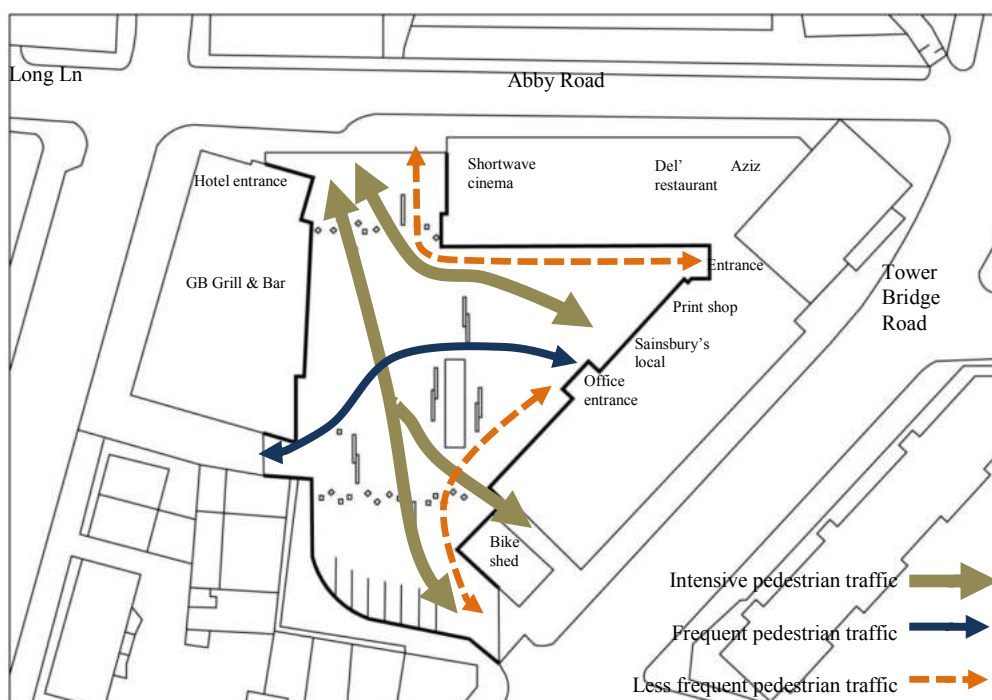 Long Ln
Abby Road
Hotel entrance
Shortwave
cinema
Del'
restaurant
Aziz
GB Grill & Bar
Entrance
Print shop
Tower
Bridge
Road
Sainsbury's
local
Office
entrance
Bike
shed
Intensive pedestrian traffic
Frequent pedestrian traffic
Less frequent pedestrian traffic